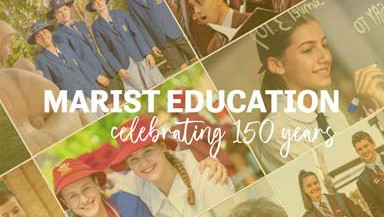 MARIST EDUCATION
celebrating 150 years